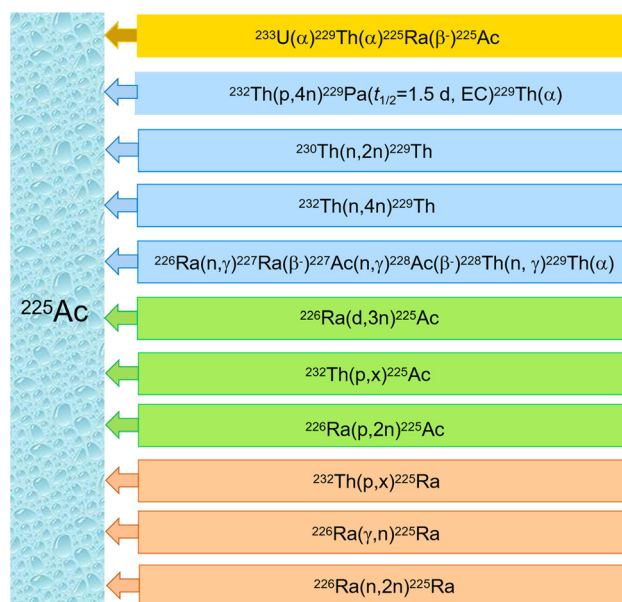 ²³³U(α)²²⁹Th(α)²²⁵Ra(β⁻)²²⁵Ac
²³²Th(p,4n)²²⁹Pa(t₁/₂=1.5 d, EC)²²⁹Th(α)
²³⁰Th(n,2n)²²⁹Th
²³²Th(n,4n)²²⁹Th
²²⁶Ra(n,γ)²²⁷Ra(β⁻)²²⁷Ac(n,γ)²²⁸Ac(β⁻)²²⁸Th(n, γ)²²⁹Th(α)
²²⁵Ac
²²⁶Ra(d,3n)²²⁵Ac
²³²Th(p,x)²²⁵Ac
²²⁶Ra(p,2n)²²⁵Ac
²³²Th(p,x)²²⁵Ra
²²⁶Ra(γ,n)²²⁵Ra
²²⁶Ra(n,2n)²²⁵Ra